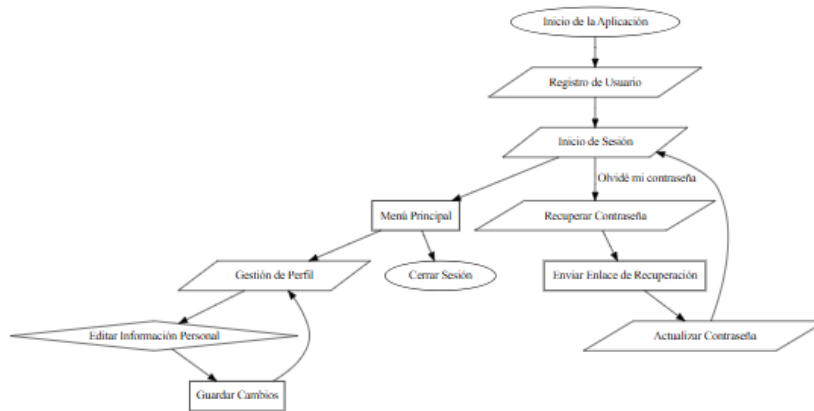 Inicio de la Aplicación
Registro de Usuario
Inicio de Sesión
Olvidé mi contraseña
Menú Principal
Recuperar Contraseña
Gestión de Perfil
Cerrar Sesión
Enviar Enlace de Recuperación
Editar Información Personal
Actualizar Contraseña
Guardar Cambios